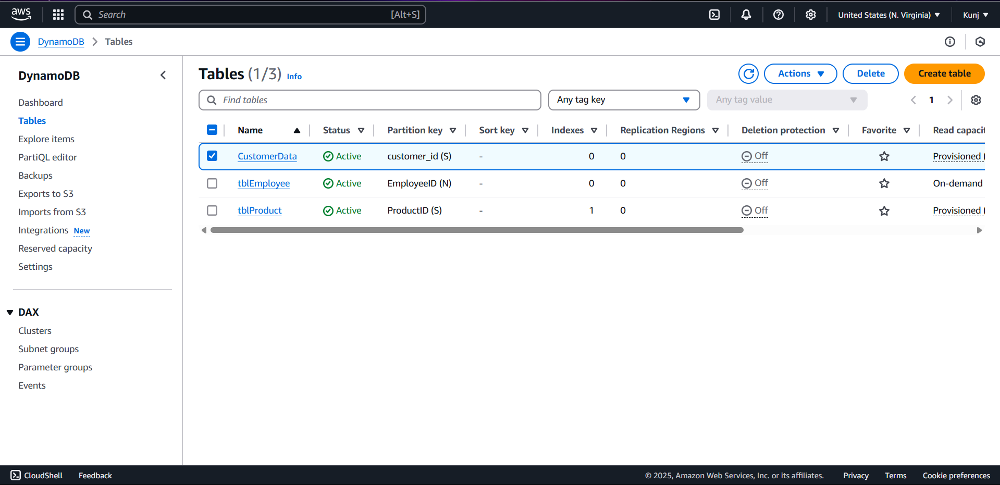 aws Search [Alt+S] United States (N. Virginia) Kunj
DynamoDB Tables
DynamoDB
Dashboard
Tables
Explore items
PartiQL editor
Backups
Exports to S3
Imports from S3
Integrations New
Reserved capacity
Settings
DAX
Clusters
Subnet groups
Parameter groups
Events
Tables (1/3) Info Actions Delete Create table
Find tables Any tag key Any tag value 1
Name Status Partition key Sort key Indexes Replication Regions Deletion protection Favorite Read capacit
CustomerData Active customer_id (S) - 0 0 Off Provisioned (
tblEmployee Active EmployeeID (N) - 0 0 Off On-demand
tblProduct Active ProductID (S) - 1 0 Off Provisioned (
CloudShell Feedback © 2025, Amazon Web Services, Inc. or its affiliates. Privacy Terms Cookie preferences